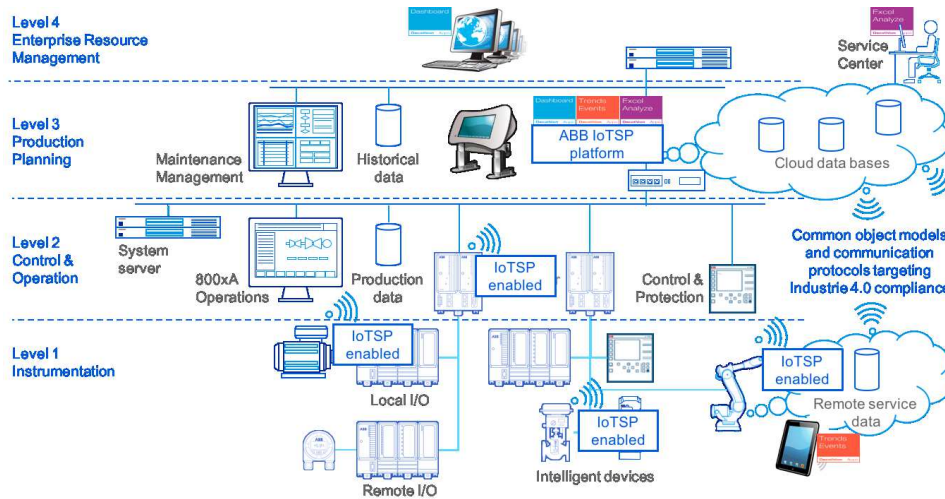 Level 4
Enterprise Resource
Management
Dashboard
Excel
Analyze
Service
Center
Level 3
Production
Planning
Maintenance
Management
Historical
data
Dashboard
Trends
Events
Excel
Analyze
ABB IoTSP
platform
Cloud data bases
Level 2
Control &
Operation
System
server
800xA
Operations
Production
data
IoTSP
enabled
Control &
Protection
Common object models
and communication
protocols targeting
Industrie 4.0 compliance
Level 1
Instrumentation
IoTSP
enabled
Local I/O
Remote I/O
IoTSP
enabled
Intelligent devices
IoTSP
enabled
Remote service
data
Trends
Events